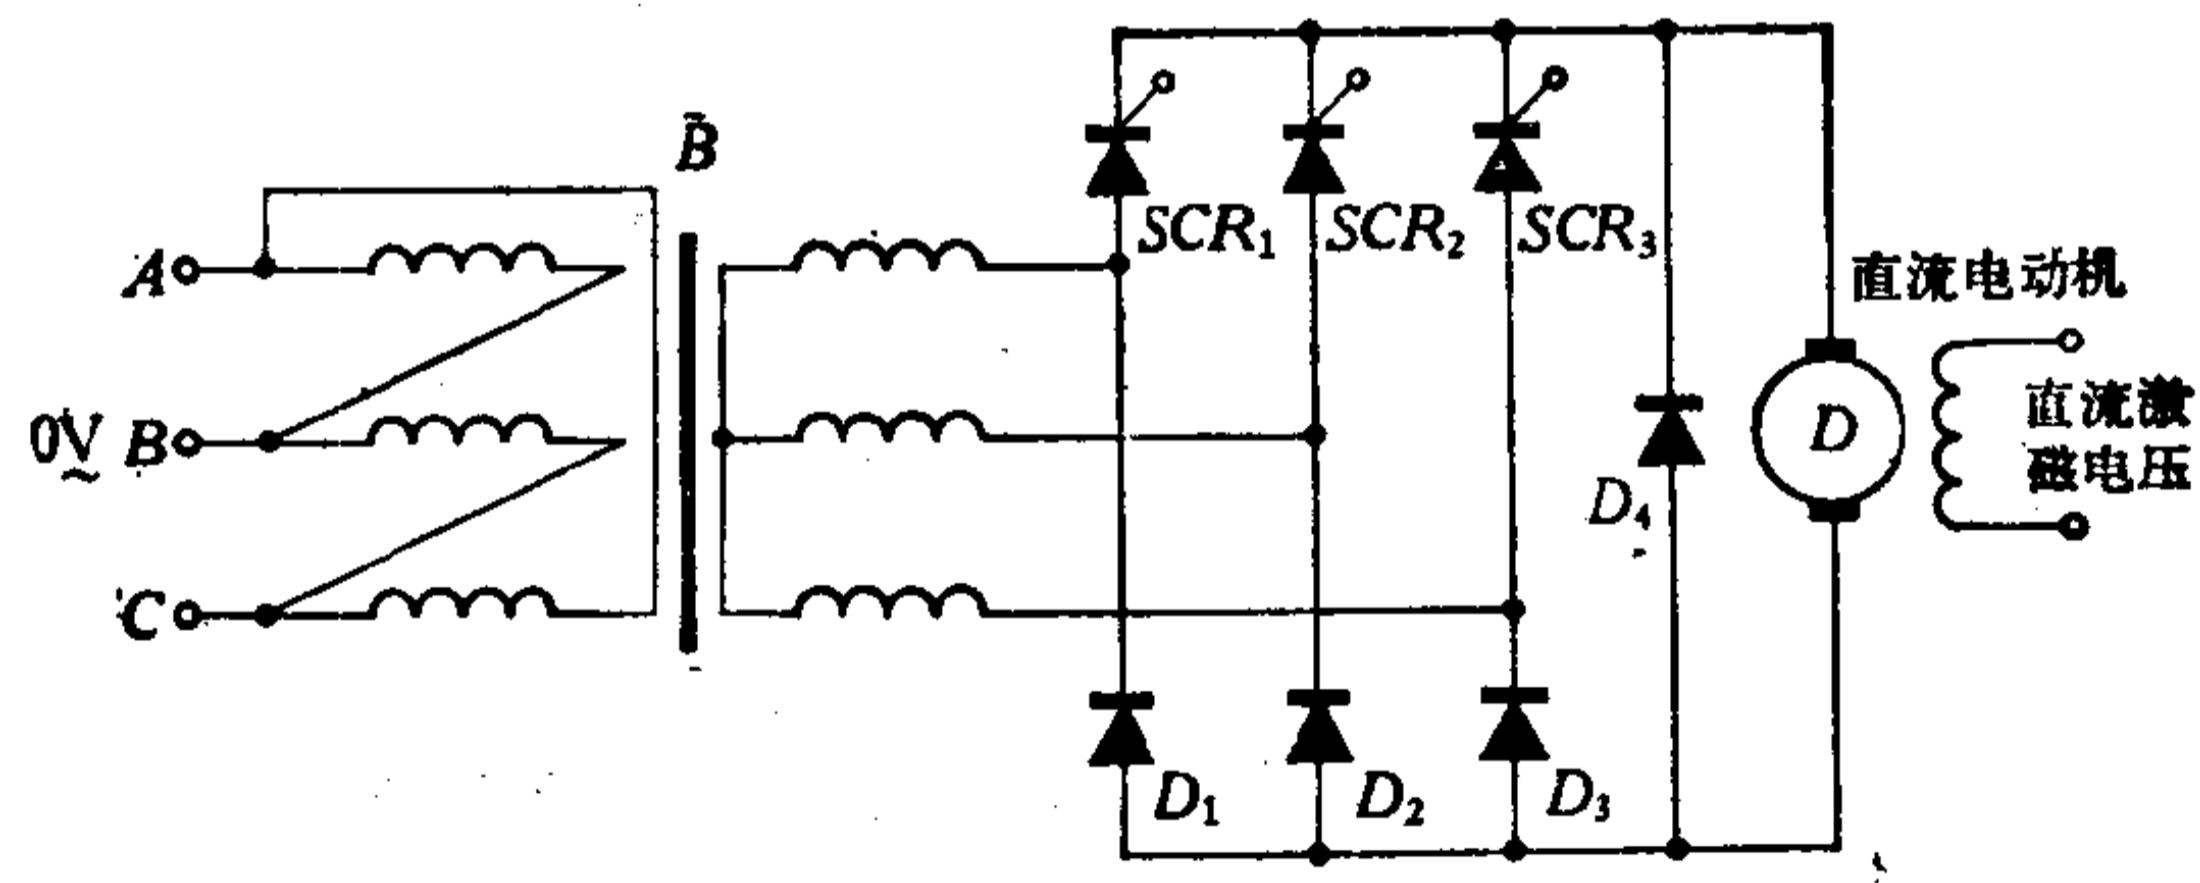 B
A
0V B
~
C
SCR₁ SCR₂ SCR₃
直流电动机
D
直流激
磁电压
D₄
D₁ D₂ D₃